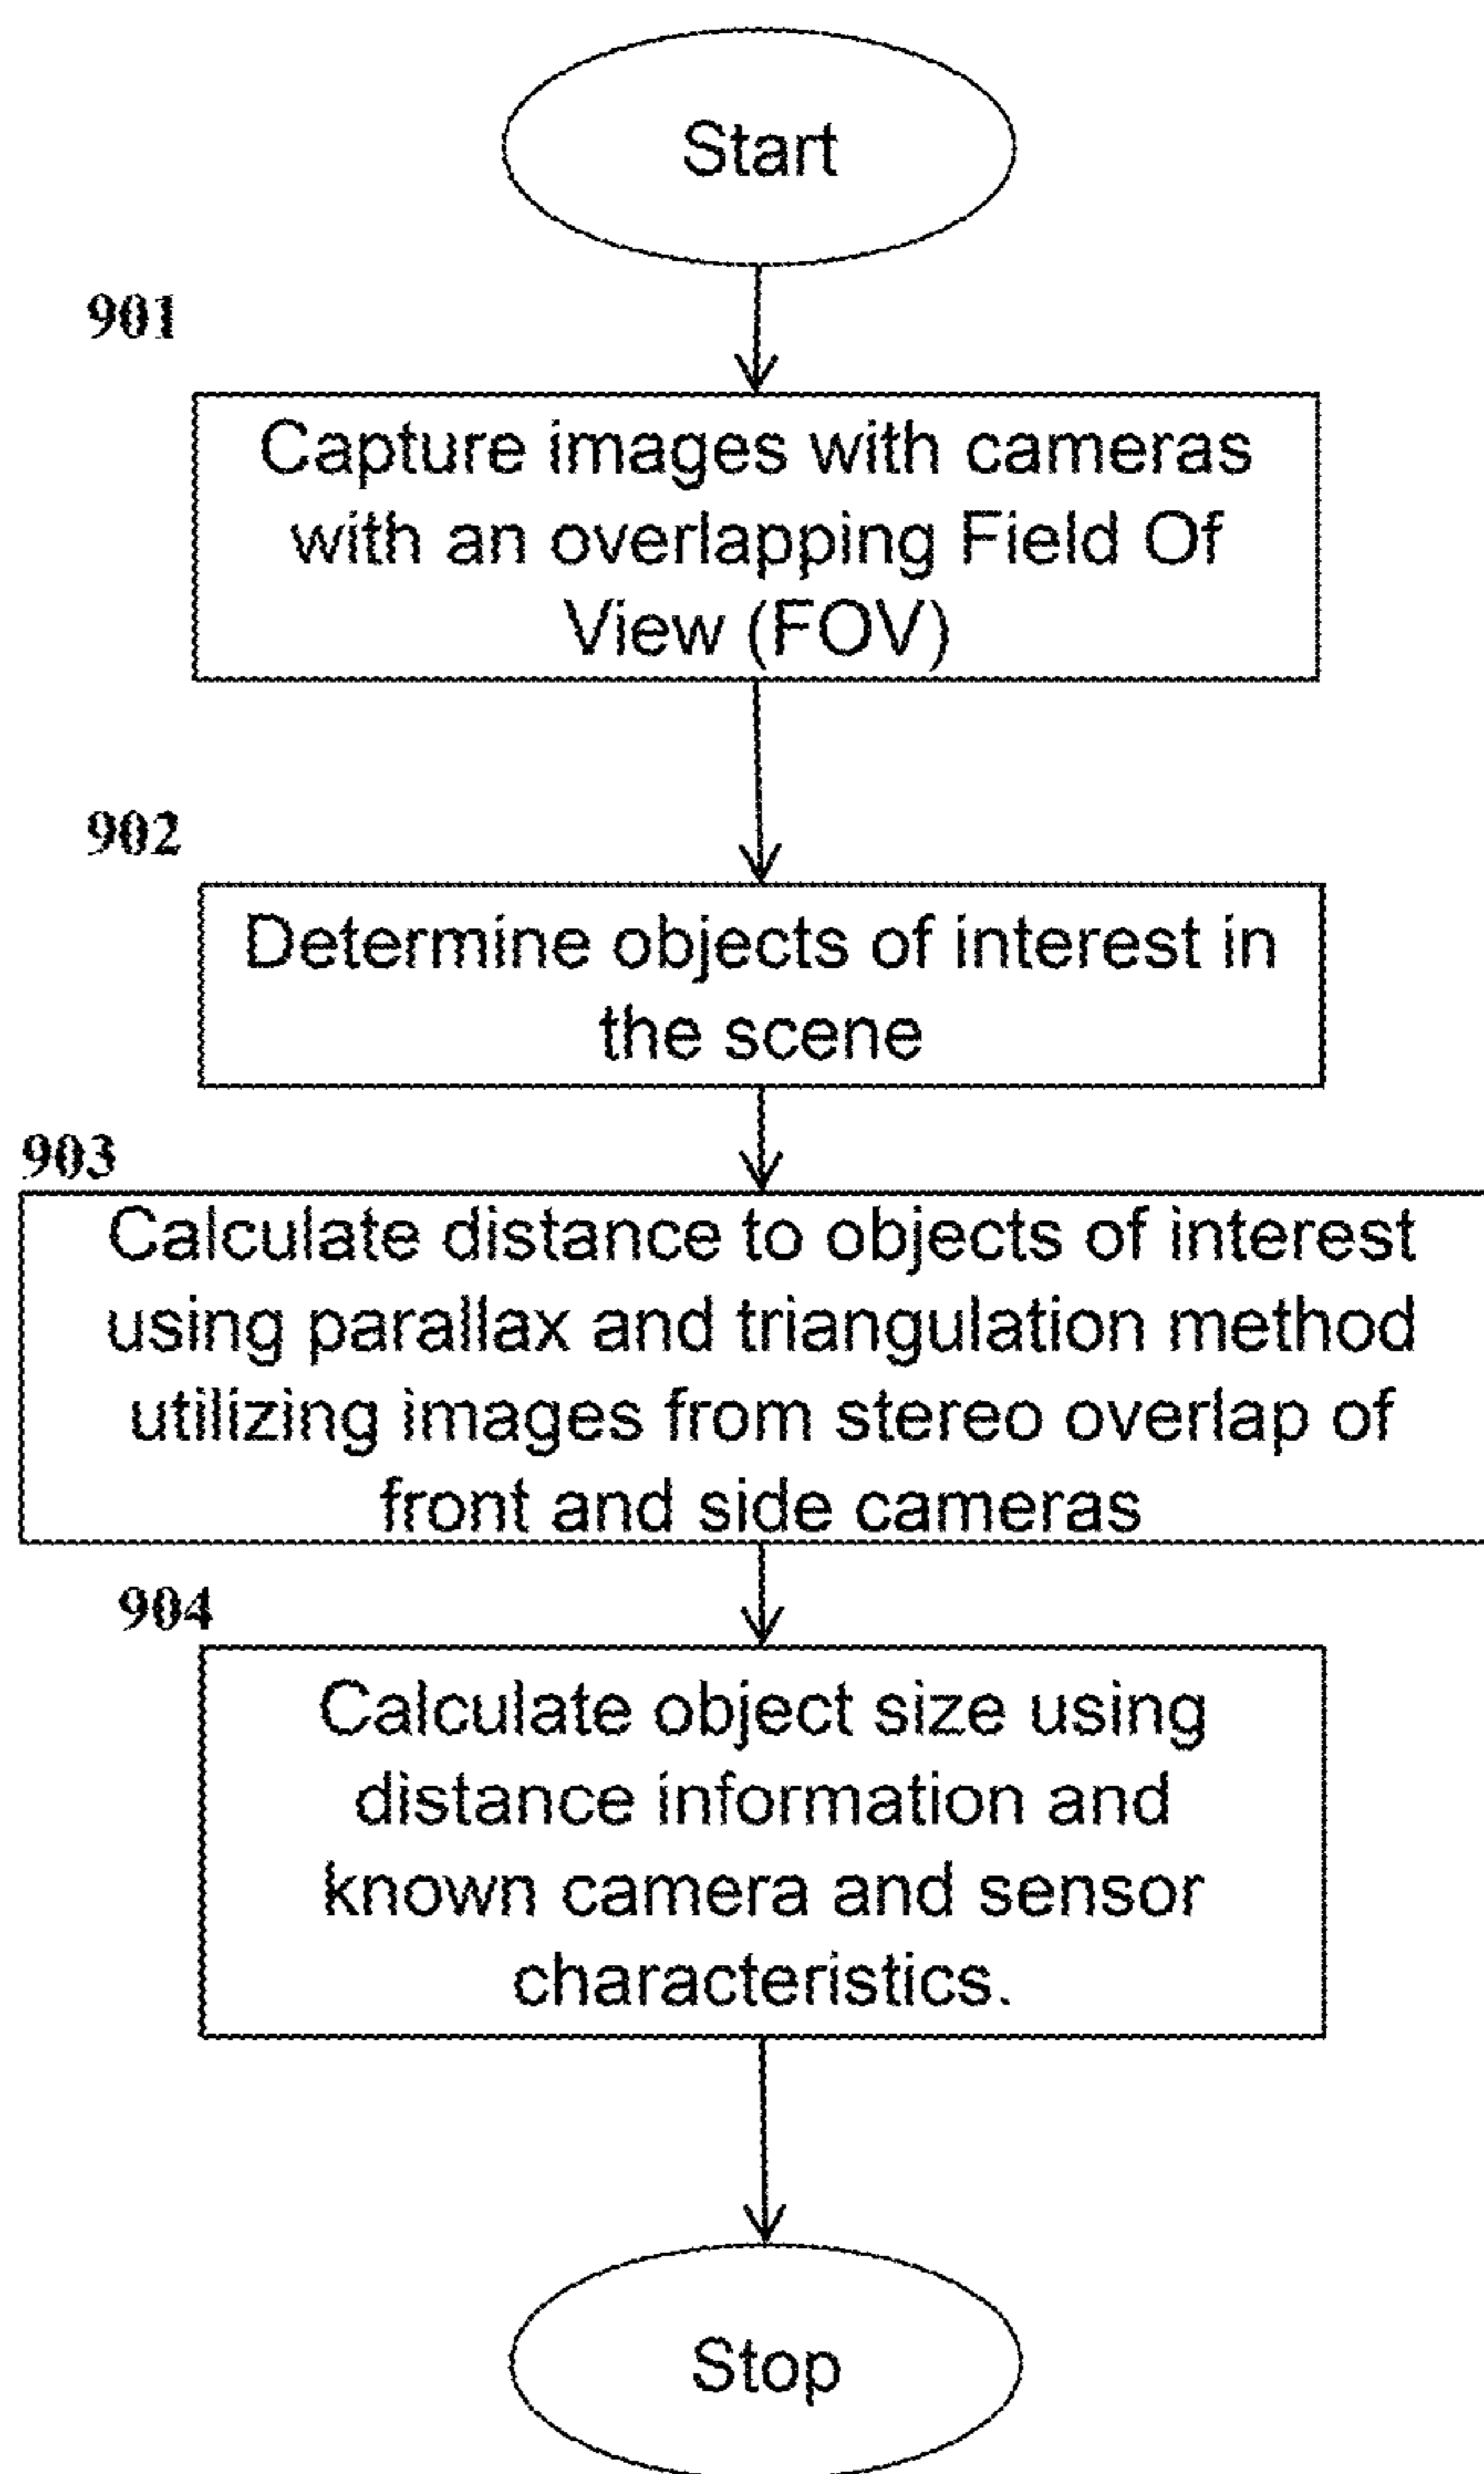 Start
901
Capture images with cameras
with an overlapping Field Of
View (FOV)
902
Determine objects of interest in
the scene
903
Calculate distance to objects of interest
using parallax and triangulation method
utilizing images from stereo overlap of
front and side cameras
904
Calculate object size using
distance information and
known camera and sensor
characteristics.
Stop